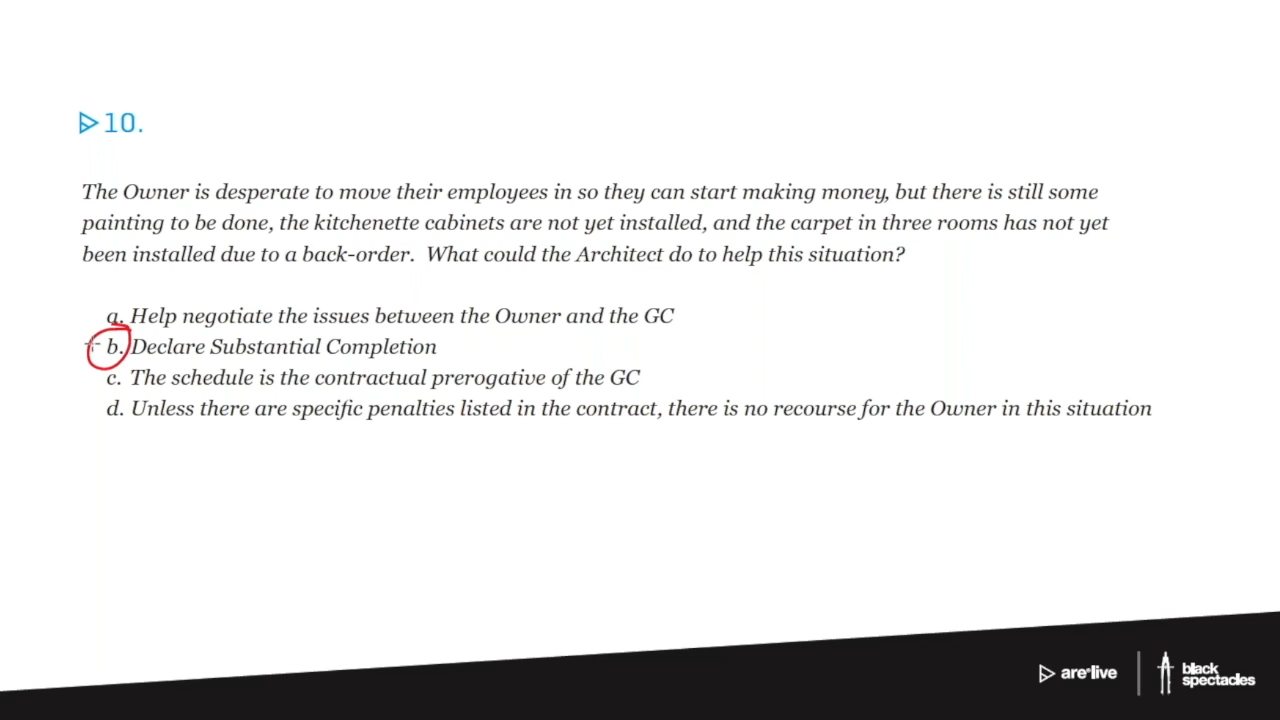 10.
The Owner is desperate to move their employees in so they can start making money, but there is still some
painting to be done, the kitchenette cabinets are not yet installed, and the carpet in three rooms has not yet
been installed due to a back-order. What could the Architect do to help this situation?
a. Help negotiate the issues between the Owner and the GC
b. Declare Substantial Completion
c. The schedule is the contractual prerogative of the GC
d. Unless there are specific penalties listed in the contract, there is no recourse for the Owner in this situation
are®live
black
spectacles